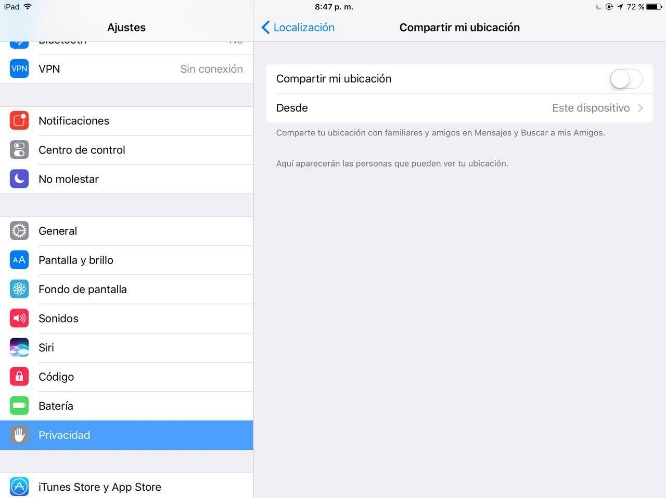 iPad
8:47 p. m.
72 %
Ajustes
Localización
Compartir mi ubicación
Bluetooth No
VPN VPN Sin conexión
Notificaciones
Centro de control
No molestar
General
AA Pantalla y brillo
Fondo de pantalla
Sonidos
Siri
Código
Batería
Privacidad
iTunes Store y App Store
Compartir mi ubicación
Desde Este dispositivo
Comparte tu ubicación con familiares y amigos en Mensajes y Buscar a mis Amigos.
Aquí aparecerán las personas que pueden ver tu ubicación.